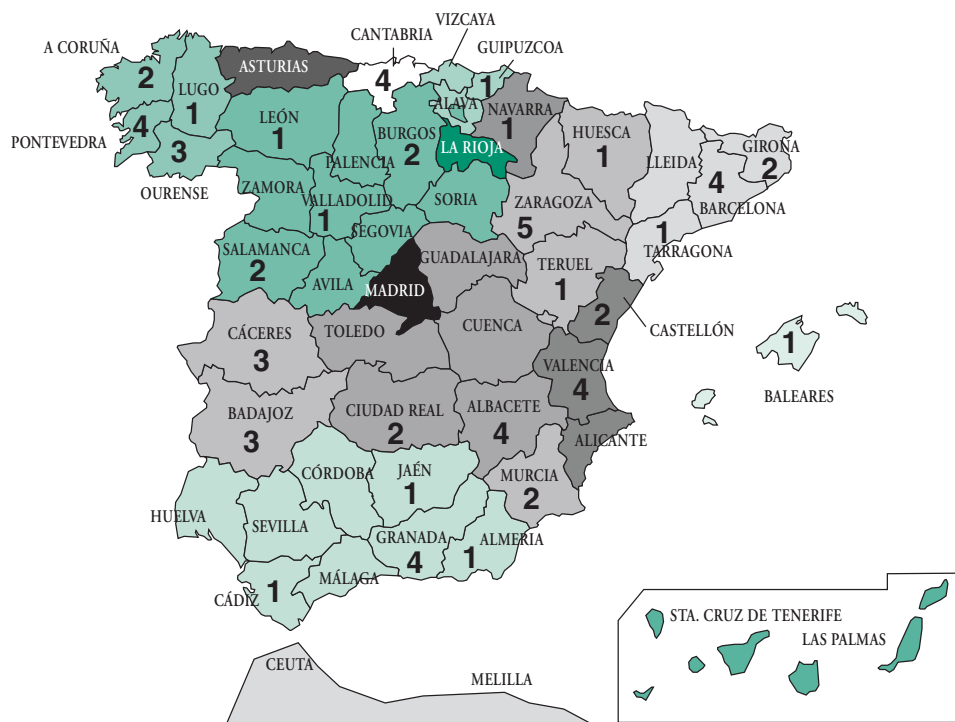 VIZCAYA
CANTABRIA
A CORUÑA
GUIPUZCOA
ASTURIAS
2
LUGO
4
1
ALAVA
1
NAVARRA
LEÓN
4
BURGOS
HUESCA
PONTEVEDRA
1
LA RIOJA
1
GIRONA
3
PALENCIA
2
1
LLEIDA
2
OURENSE
4
ZAMORA
VALLADOLID
SORIA
ZARAGOZA
BARCELONA
1
5
1
SEGOVIA
SALAMANCA
GUADALAJARA
TERUEL
TARRAGONA
2
AVILA
MADRID
1
2
CASTELLÓN
CÁCERES
TOLEDO
CUENCA
1
3
VALENCIA
4
BALEARES
BADAJOZ
CIUDAD REAL
ALBACETE
3
2
4
ALICANTE
CÓRDOBA
JAÉN
MURCIA
1
2
HUELVA
SEVILLA
GRANADA
ALMERIA
4
1
MÁLAGA
1
CÁDIZ
STA. CRUZ DE TENERIFE
LAS PALMAS
CEUTA
MELILLA